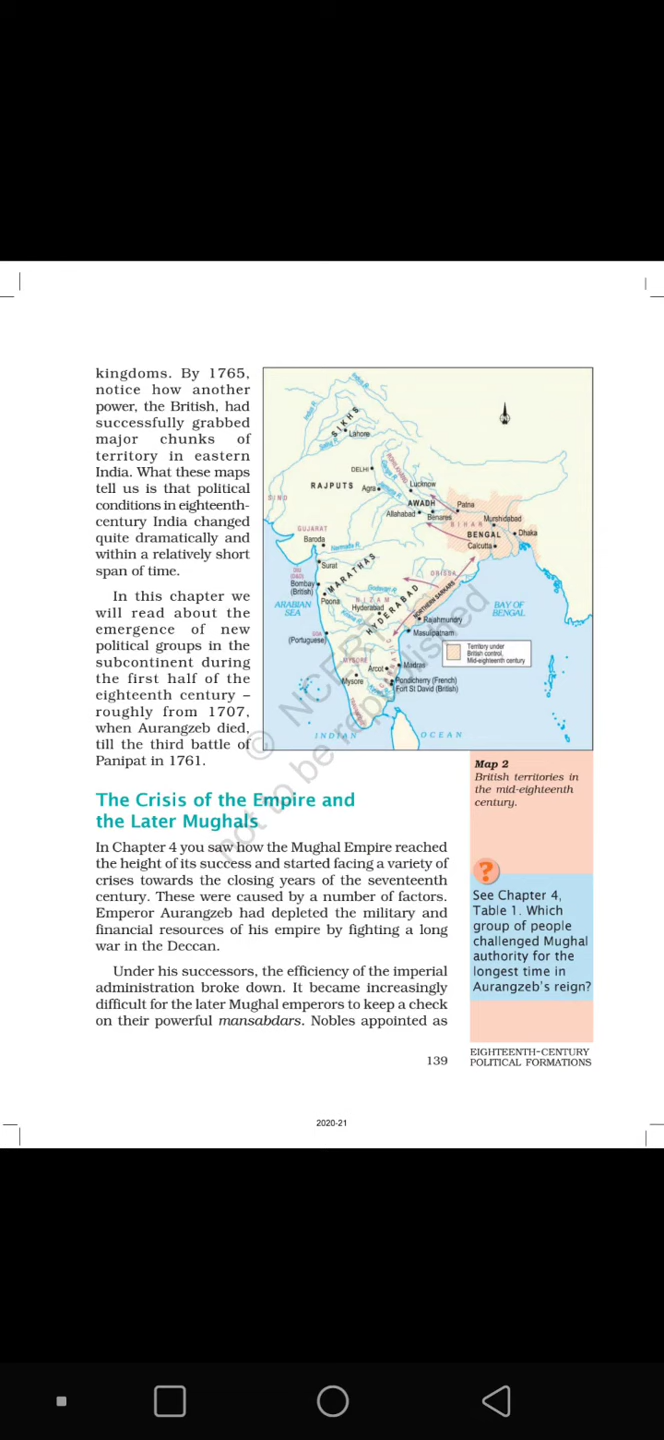 kingdoms. By 1765,
notice how another
power, the British, had
successfully grabbed
major chunks of
territory in eastern
India. What these maps
tell us is that political
conditions in eighteenth-
century India changed
quite dramatically and
within a relatively short
span of time.
In this chapter we
will read about the
emergence of new
political groups in the
subcontinent during
the first half of the
eighteenth century –
roughly from 1707,
when Aurangzeb died,
till the third battle of
Panipat in 1761.
Indus R.
Indus R.
SIKHS
Lahore
DELHI
RAJPUTS
Agra
Lucknow
AWADH
SIND
Allahabad
Benares
Patna
BIHAR
Murshidabad
BENGAL
Dhaka
Calcutta
GUJARAT
Baroda
Narmada R.
Surat
MARATHAS
ORISSA
Bombay
(British)
Poona
Godavari R.
NIZAM
Hyderabad
HYDERABAD
NORTHERN SARKARS
ARABIAN
SEA
BAY OF
BENGAL
Rajahmundry
Masulipatnam
GOA
(Portuguese)
Territory under
British control,
Mid-eighteenth century
MYSORE
Arcot
Madras
Mysore
Pondicherry (French)
Fort St David (British)
INDIAN OCEAN
© NCERT
not to be republished
Map 2
British territories in
the mid-eighteenth
century.
The Crisis of the Empire and
the Later Mughals
In Chapter 4 you saw how the Mughal Empire reached
the height of its success and started facing a variety of
crises towards the closing years of the seventeenth
century. These were caused by a number of factors.
Emperor Aurangzeb had depleted the military and
financial resources of his empire by fighting a long
war in the Deccan.
Under his successors, the efficiency of the imperial
administration broke down. It became increasingly
difficult for the later Mughal emperors to keep a check
on their powerful mansabdars. Nobles appointed as
?
See Chapter 4,
Table 1. Which
group of people
challenged Mughal
authority for the
longest time in
Aurangzeb's reign?
139
EIGHTEENTH-CENTURY
POLITICAL FORMATIONS
2020-21